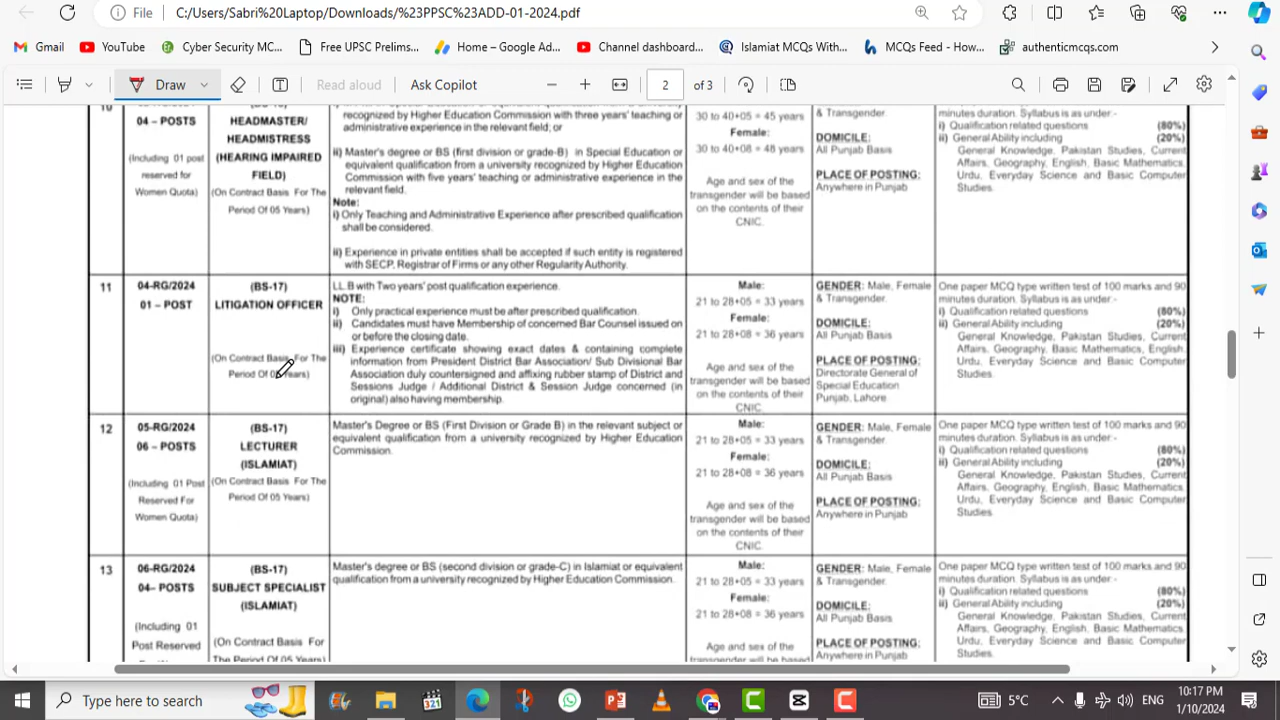 File
C:/Users/Sabri%20Laptop/Downloads/%23PPSC%23ADD-01-2024.pdf
Gmail
YouTube
Cyber Security MC...
Free UPSC Prelims...
Home – Google Ad...
Channel dashboard...
Islamiat MCQs With...
MCQs Feed - How...
authenticmcqs.com
Draw
Read aloud
Ask Copilot
2 of 3
04 – POSTS
(Including 01 post
reserved for
Women Quota)
HEADMASTER/
HEADMISTRESS
(HEARING IMPAIRED
FIELD)
(On Contract Basis For The
Period Of 05 Years)
recognized by Higher Education Commission with three years' teaching or
administrative experience in the relevant field; or
ii) Master's degree or BS (first division or grade-B) in Special Education or
equivalent qualification from a university recognized by Higher Education
Commission with five years' teaching or administrative experience in the
relevant field.
Note:
i) Only Teaching and Administrative Experience after prescribed qualification
shall be considered.
ii) Experience in private entities shall be accepted if such entity is registered
with SECP, Registrar of Firms or any other Regularity Authority.
30 to 40+05 = 45 years
Female:
30 to 40+08 = 48 years
Age and sex of the
transgender will be based
on the contents of their
CNIC.
& Transgender
DOMICILE:
All Punjab Basis
PLACE OF POSTING:
Anywhere in Punjab
minutes duration. Syllabus is as under:-
i) Qualification related questions (80%)
ii) General Ability including (20%)
General Knowledge, Pakistan Studies, Current
Affairs, Geography, English, Basic Mathematics,
Urdu, Everyday Science and Basic Computer
Studies.
11
04-RG/2024
01 – POST
(BS-17)
LITIGATION OFFICER
(On Contract Basis For The
Period Of 05 Years)
LL.B with Two years' post qualification experience.
NOTE:
i) Only practical experience must be after prescribed qualification.
ii) Candidates must have Membership of concerned Bar Counsel issued on
or before the closing date.
iii) Experience certificate showing exact dates & containing complete
information from President District Bar Association/ Sub Divisional Bar
Association duly countersigned and affixing rubber stamp of District and
Sessions Judge / Additional District & Session Judge concerned (in
original) also having membership.
Male:
21 to 28+05 = 33 years
Female:
21 to 28+08 = 36 years
Age and sex of the
transgender will be based
on the contents of their
CNIC.
GENDER: Male, Female
& Transgender.
DOMICILE:
All Punjab Basis
PLACE OF POSTING:
Directorate General of
Special Education
Punjab, Lahore
One paper MCQ type written test of 100 marks and 90
minutes duration. Syllabus is as under:-
i) Qualification related questions (80%)
ii) General Ability including (20%)
General Knowledge, Pakistan Studies, Current
Affairs, Geography, Basic Mathematics, English,
Urdu, Everyday Science and Basic Computer
Studies.
12
05-RG/2024
06 – POSTS
(Including 01 Post
Reserved For
Women Quota)
(BS-17)
LECTURER
(ISLAMIAT)
(On Contract Basis For The
Period Of 05 Years)
Master's Degree or BS (First Division or Grade B) in the relevant subject or
equivalent qualification from a university recognized by Higher Education
Commission.
Male:
21 to 28+05 = 33 years
Female:
21 to 28+08 = 36 years
Age and sex of the
transgender will be based
on the contents of their
CNIC.
GENDER: Male, Female
& Transgender.
DOMICILE:
All Punjab Basis
PLACE OF POSTING:
Anywhere in Punjab
One paper MCQ type written test of 100 marks and 90
minutes duration. Syllabus is as under:-
i) Qualification related questions (80%)
ii) General Ability including (20%)
General Knowledge, Pakistan Studies, Current
Affairs, Geography, English, Basic Mathematics,
Urdu, Everyday Science and Basic Computer
Studies.
13
06-RG/2024
04– POSTS
(Including 01
Post Reserved
(BS-17)
SUBJECT SPECIALIST
(ISLAMIAT)
(On Contract Basis For
The Period Of 05 Years)
Master's degree or BS (second division or grade-C) in Islamiat or equivalent
qualification from a university recognized by Higher Education Commission.
Male:
21 to 28+05 = 33 years
Female:
21 to 28+08 = 36 years
Age and sex of the
transgender will be based
GENDER: Male, Female
& Transgender.
DOMICILE:
All Punjab Basis
PLACE OF POSTING:
Anywhere in Punjab
One paper MCQ type written test of 100 marks and 90
minutes duration. Syllabus is as under:-
i) Qualification related questions (80%)
ii) General Ability including (20%)
General Knowledge, Pakistan Studies, Current
Affairs, Geography, English, Basic Mathematics,
Urdu, Everyday Science and Basic Computer
Studies.
Type here to search
5°C
ENG
10:17 PM
1/10/2024